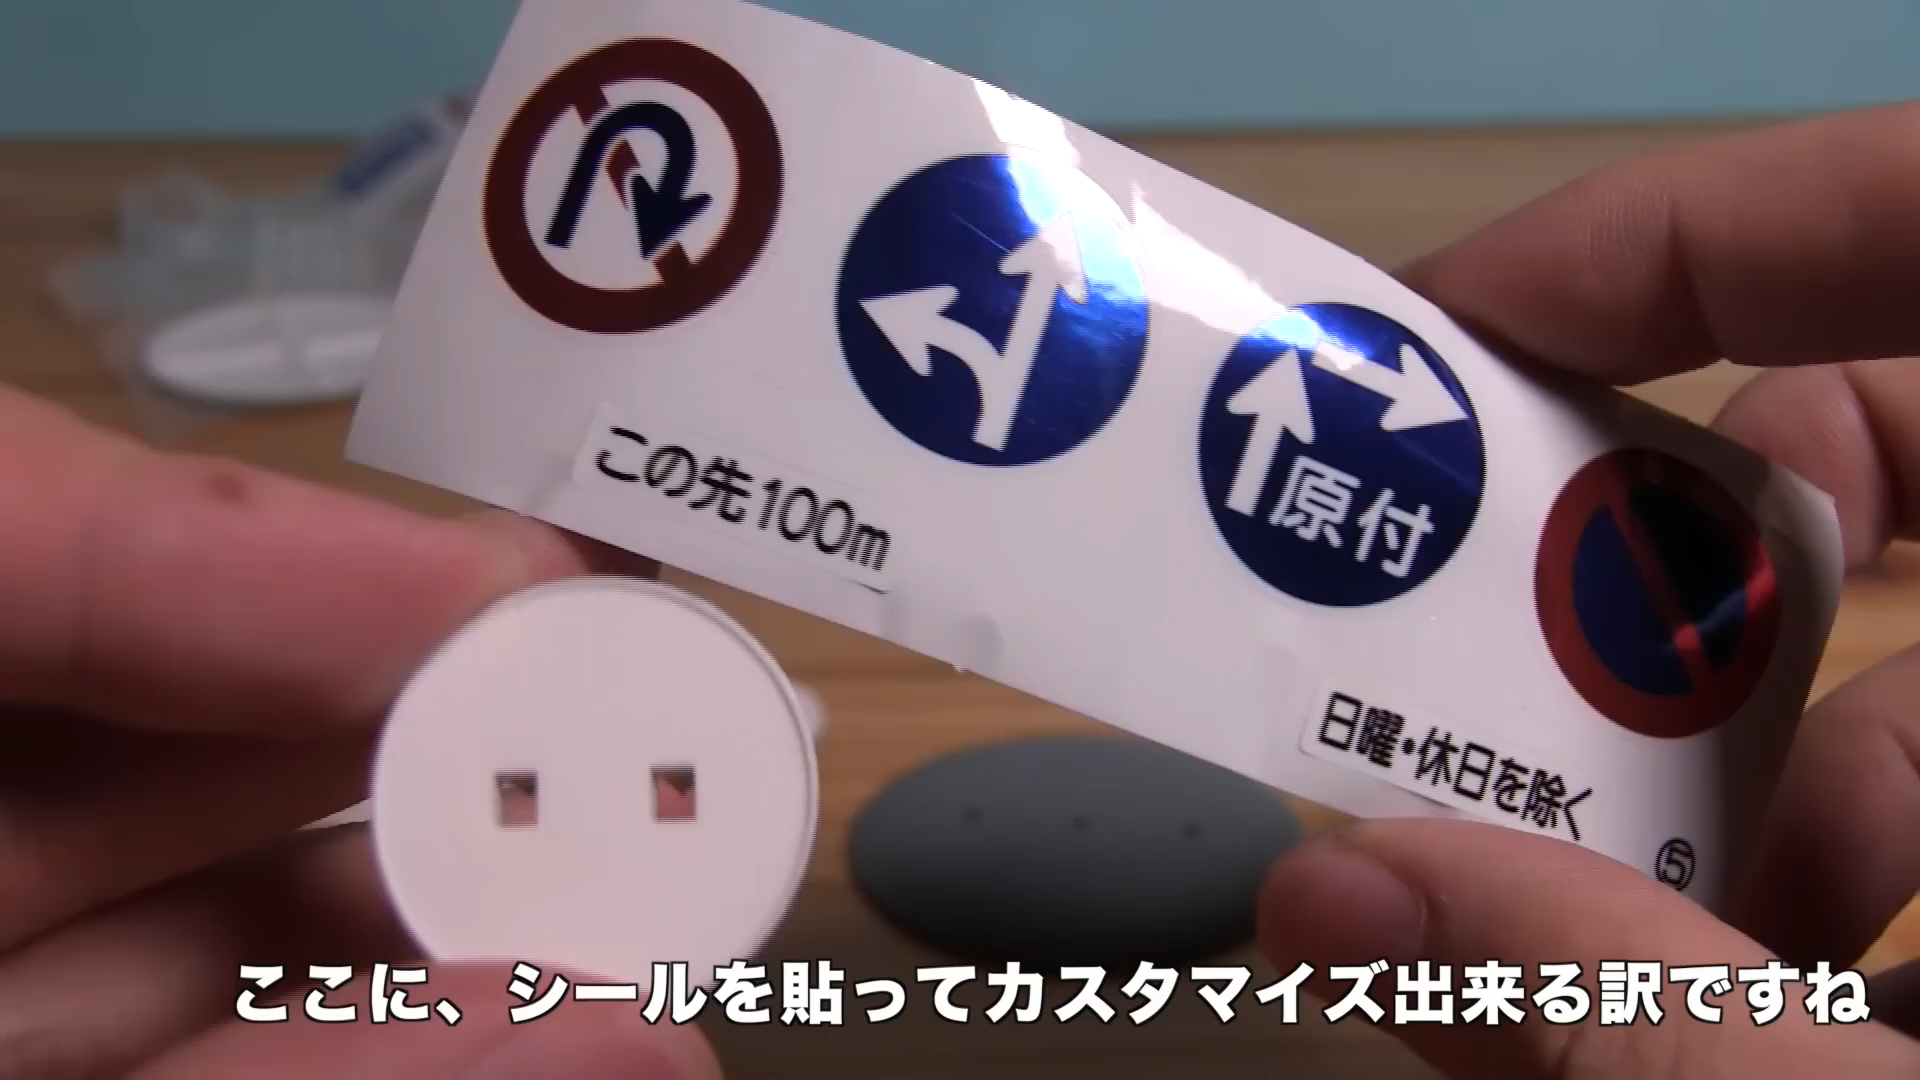 この先100m
原付
日曜・休日を除く
⑤
ここに、シールを貼ってカスタマイズ出来る訳ですね